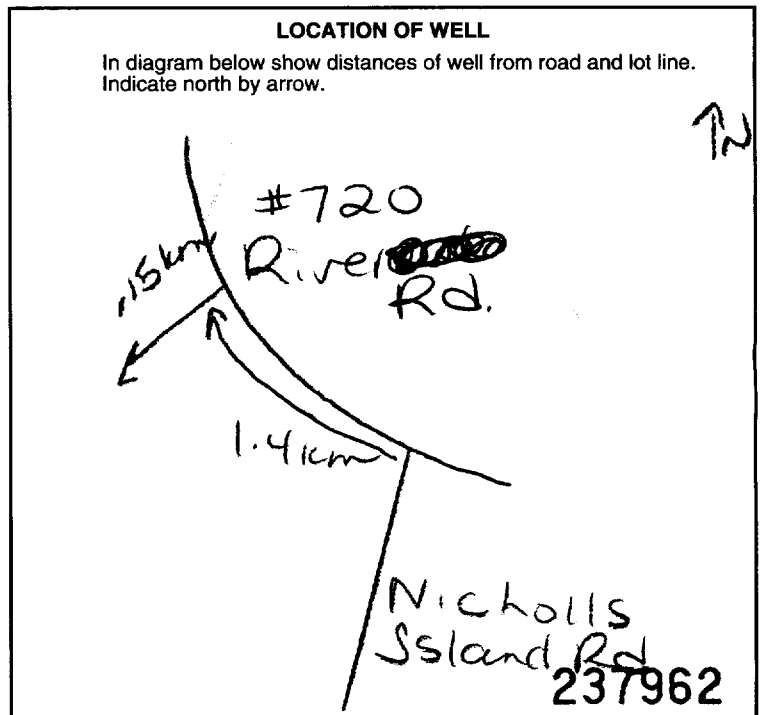 LOCATION OF WELL
In diagram below show distances of well from road and lot line.
Indicate north by arrow.
N
#720
River
Rd.
.15km
1.4km
Nicholls
Island Rd
237962